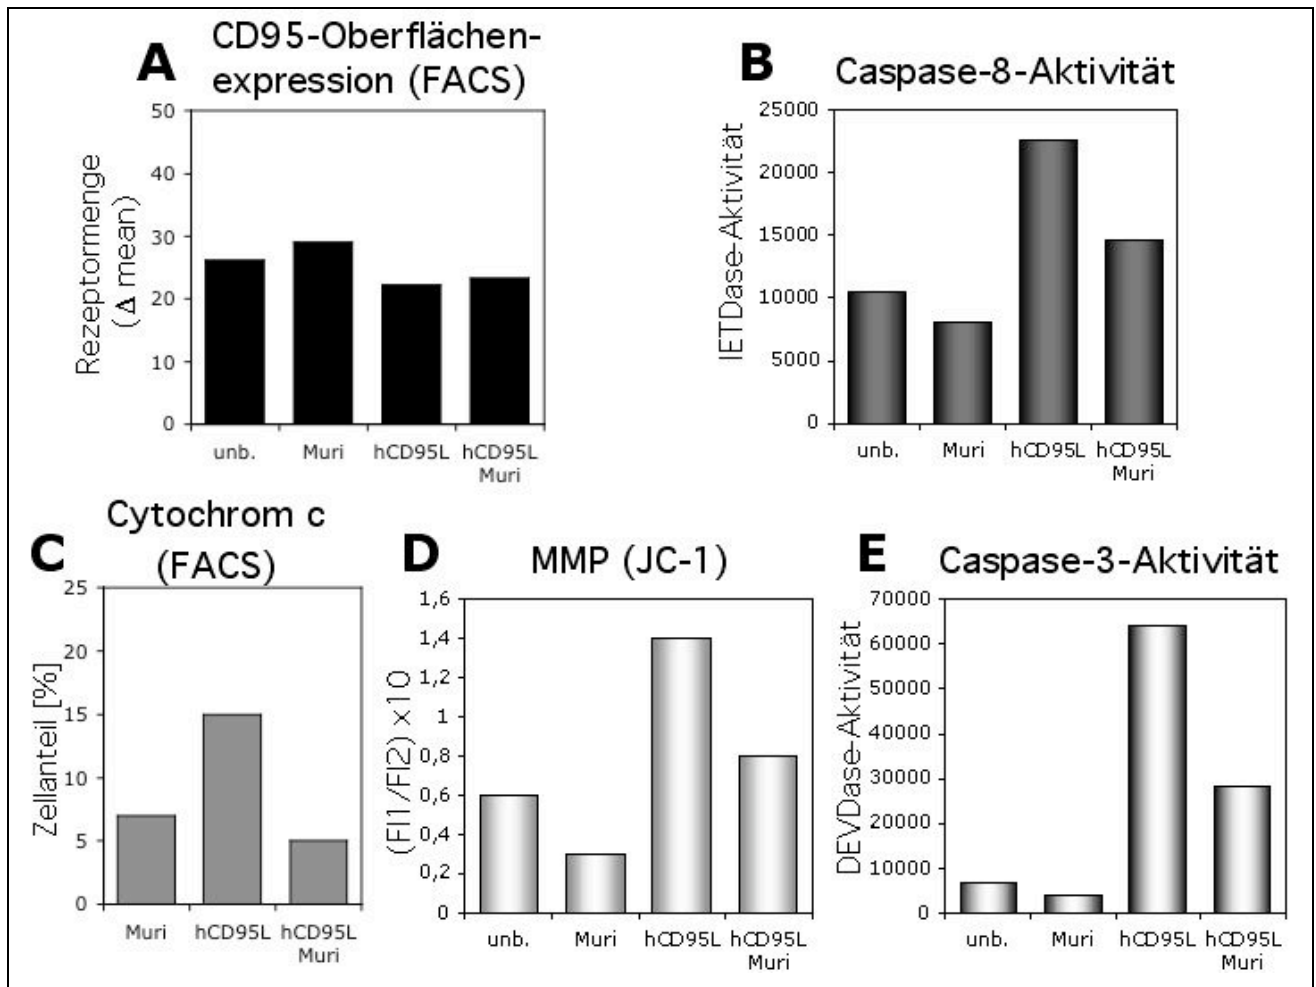 A
CD95-Oberflächen-
expression (FACS)
Rezeptormenge
(Δ mean)
50
40
30
20
10
0
unb.
Muri
hCD95L
hCD95L
Muri
B
Caspase-8-Aktivität
IETDase-Aktivität
25000
20000
15000
10000
5000
0
unb.
Muri
hCD95L
hCD95L
Muri
C
Cytochrom c
(FACS)
Zellanteil [%]
25
20
15
10
5
0
Muri
hCD95L
hCD95L
Muri
D
MMP (JC-1)
(Fl1/Fl2) x10
1,6
1,4
1,2
1
0,8
0,6
0,4
0,2
0
unb.
Muri
hCD95L
hCD95L
Muri
E
Caspase-3-Aktivität
DEVDase-Aktivität
70000
60000
50000
40000
30000
20000
10000
0
unb.
Muri
hCD95L
hCD95L
Muri